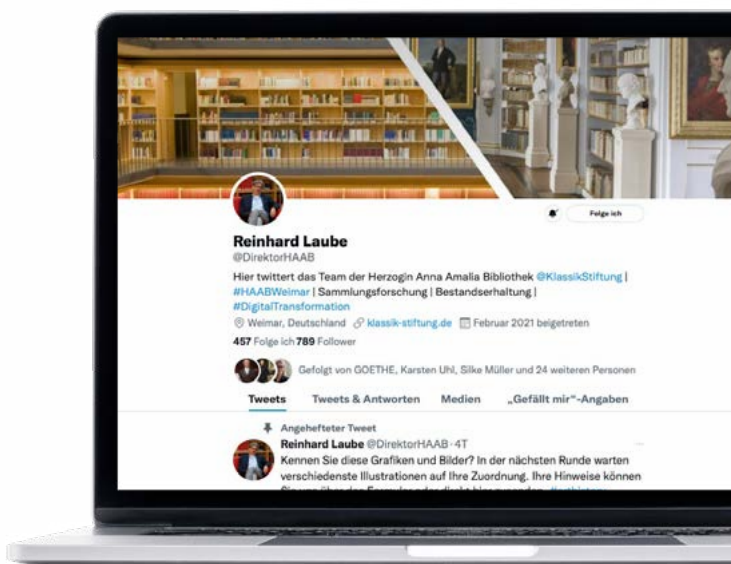 Folge ich
Reinhard Laube
@DirektorHAAB
Hier twittert das Team der Herzogin Anna Amalia Bibliothek @KlassikStiftung |
#HAABWeimar | Sammlungsforschung | Bestandserhaltung |
#DigitalTransformation
Weimar, Deutschland klassik-stiftung.de Februar 2021 beigetreten
457 Folge ich 789 Follower
Gefolgt von GOETHE, Karsten Uhl, Silke Müller und 24 weiteren Personen
Tweets Tweets & Antworten Medien „Gefällt mir“-Angaben
Angehefteter Tweet
Reinhard Laube @DirektorHAAB · 4T
Kennen Sie diese Grafiken und Bilder? In der nächsten Runde warten
verschiedenste Illustrationen auf Ihre Zuordnung. Ihre Hinweise können